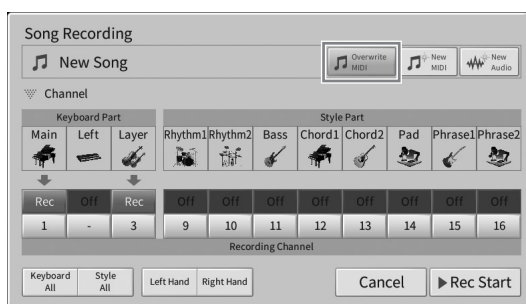 Song Recording
New Song
Overwrite MIDI
New MIDI
New Audio
Channel
Keyboard Part
Style Part
Main Left Layer Rhythm1 Rhythm2 Bass Chord1 Chord2 Pad Phrase1 Phrase2
Rec Off Rec Off Off Off Off Off Off Off Off
1 - 3 9 10 11 12 13 14 15 16
Recording Channel
Keyboard All
Style All
Left Hand Right Hand
Cancel
Rec Start